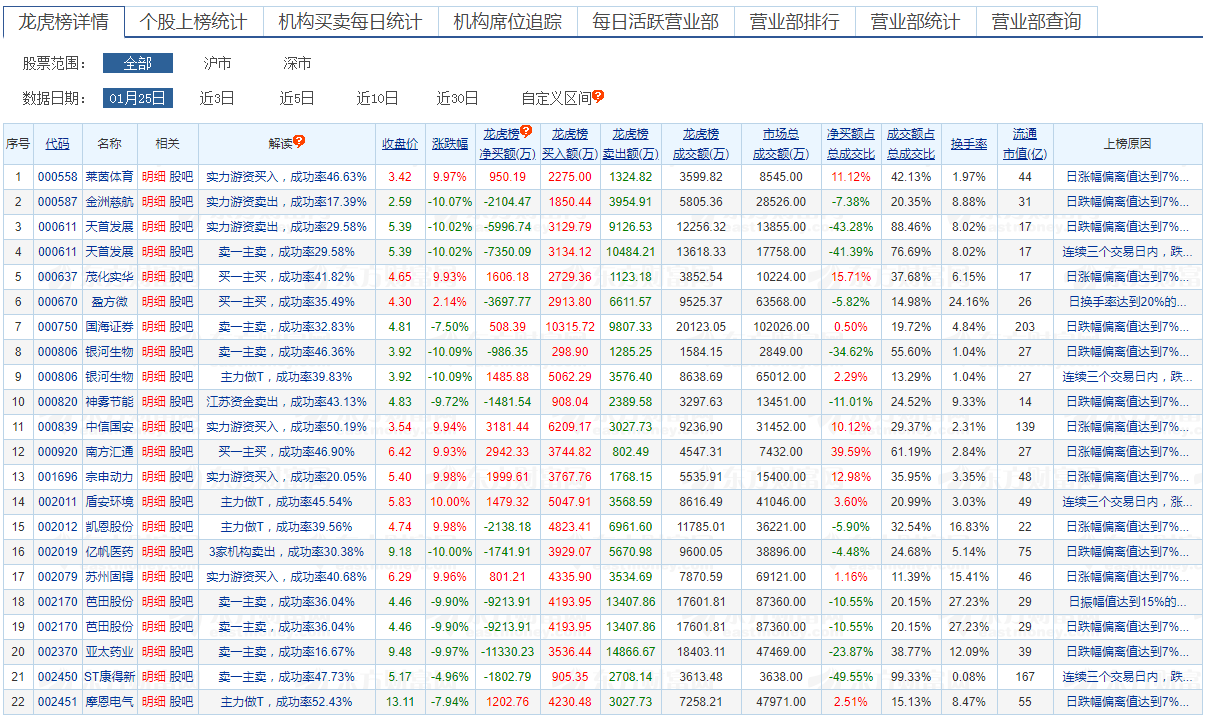 龙虎榜详情 个股上榜统计 机构买卖每日统计 机构席位追踪 每日活跃营业部 营业部排行 营业部统计 营业部查询
股票范围： 全部 沪市 深市
数据日期： 01月25日 近3日 近5日 近10日 近30日 自定义区间?
序号 代码 名称 相关 解读? 收盘价 涨跌幅 龙虎榜?净买额(万) 龙虎榜买入额(万) 龙虎榜卖出额(万) 龙虎榜成交额(万) 市场总成交额(万) 净买额占总成交比 成交额占总成交比 换手率 流通市值(亿) 上榜原因
1 000558 莱茵体育 明细 股吧 实力游资买入，成功率46.63% 3.42 9.97% 950.19 2275.00 1324.82 3599.82 8545.00 11.12% 42.13% 1.97% 44 日涨幅偏离值达到7%...
2 000587 金洲慈航 明细 股吧 实力游资卖出，成功率17.39% 2.59 -10.07% -2104.47 1850.44 3954.91 5805.36 28526.00 -7.38% 20.35% 8.88% 31 日跌幅偏离值达到7%...
3 000611 天首发展 明细 股吧 实力游资卖出，成功率29.58% 5.39 -10.02% -5996.74 3129.79 9126.53 12256.32 13855.00 -43.28% 88.46% 8.02% 17 日跌幅偏离值达到7%...
4 000611 天首发展 明细 股吧 卖一主卖，成功率29.58% 5.39 -10.02% -7350.09 3134.12 10484.21 13618.33 17758.00 -41.39% 76.69% 8.02% 17 连续三个交易日内，跌...
5 000637 茂化实华 明细 股吧 买一主买，成功率41.82% 4.65 9.93% 1606.18 2729.36 1123.18 3852.54 10224.00 15.71% 37.68% 6.15% 17 日涨幅偏离值达到7%...
6 000670 盈方微 明细 股吧 买一主买，成功率35.49% 4.30 2.14% -3697.77 2913.80 6611.57 9525.37 63568.00 -5.82% 14.98% 24.16% 26 日换手率达到20%的...
7 000750 国海证券 明细 股吧 卖一主卖，成功率32.83% 4.81 -7.50% 508.39 10315.72 9807.33 20123.05 102026.00 0.50% 19.72% 4.84% 203 日跌幅偏离值达到7%...
8 000806 银河生物 明细 股吧 卖一主卖，成功率46.36% 3.92 -10.09% -986.35 298.90 1285.25 1584.15 2849.00 -34.62% 55.60% 1.04% 27 日跌幅偏离值达到7%...
9 000806 银河生物 明细 股吧 主力做T，成功率39.83% 3.92 -10.09% 1485.88 5062.29 3576.40 8638.69 65012.00 2.29% 13.29% 1.04% 27 连续三个交易日内，跌...
10 000820 神雾节能 明细 股吧 江苏资金卖出，成功率43.13% 4.83 -9.72% -1481.54 908.04 2389.58 3297.63 13451.00 -11.01% 24.52% 9.33% 14 日跌幅偏离值达到7%...
11 000839 中信国安 明细 股吧 实力游资买入，成功率50.19% 3.54 9.94% 3181.44 6209.17 3027.73 9236.90 31452.00 10.12% 29.37% 2.31% 139 日涨幅偏离值达到7%...
12 000920 南方汇通 明细 股吧 买一主买，成功率46.90% 6.42 9.93% 2942.33 3744.82 802.49 4547.31 7432.00 39.59% 61.19% 2.84% 27 日涨幅偏离值达到7%...
13 001696 宗申动力 明细 股吧 实力游资买入，成功率20.05% 5.40 9.98% 1999.61 3767.76 1768.15 5535.91 15400.00 12.98% 35.95% 3.35% 48 日涨幅偏离值达到7%...
14 002011 盾安环境 明细 股吧 主力做T，成功率45.54% 5.83 10.00% 1479.32 5047.91 3568.59 8616.49 41046.00 3.60% 20.99% 3.03% 49 连续三个交易日内，涨...
15 002012 凯恩股份 明细 股吧 主力做T，成功率39.56% 4.74 9.98% -2138.18 4823.41 6961.60 11785.01 36221.00 -5.90% 32.54% 16.83% 22 日涨幅偏离值达到7%...
16 002019 亿帆医药 明细 股吧 3家机构卖出，成功率30.38% 9.18 -10.00% -1741.91 3929.07 5670.98 9600.05 38896.00 -4.48% 24.68% 5.14% 75 日跌幅偏离值达到7%...
17 002079 苏州固锝 明细 股吧 实力游资买入，成功率40.68% 6.29 9.96% 801.21 4335.90 3534.69 7870.59 69121.00 1.16% 11.39% 15.41% 46 日涨幅偏离值达到7%...
18 002170 芭田股份 明细 股吧 卖一主卖，成功率36.04% 4.46 -9.90% -9213.91 4193.95 13407.86 17601.81 87360.00 -10.55% 20.15% 27.23% 29 日振幅值达到15%的...
19 002170 芭田股份 明细 股吧 卖一主卖，成功率36.04% 4.46 -9.90% -9213.91 4193.95 13407.86 17601.81 87360.00 -10.55% 20.15% 27.23% 29 日跌幅偏离值达到7%...
20 002370 亚太药业 明细 股吧 卖一主卖，成功率16.67% 9.48 -9.97% -11330.23 3536.44 14866.67 18403.11 47469.00 -23.87% 38.77% 12.09% 39 日跌幅偏离值达到7%...
21 002450 ST康得新 明细 股吧 卖一主卖，成功率47.73% 5.17 -4.96% -1802.79 905.35 2708.14 3613.48 3638.00 -49.55% 99.33% 0.08% 167 连续三个交易日内，跌...
22 002451 摩恩电气 明细 股吧 主力做T，成功率52.43% 13.11 -7.94% 1202.76 4230.48 3027.73 7258.21 47971.00 2.51% 15.13% 8.47% 55 日跌幅偏离值达到7%...